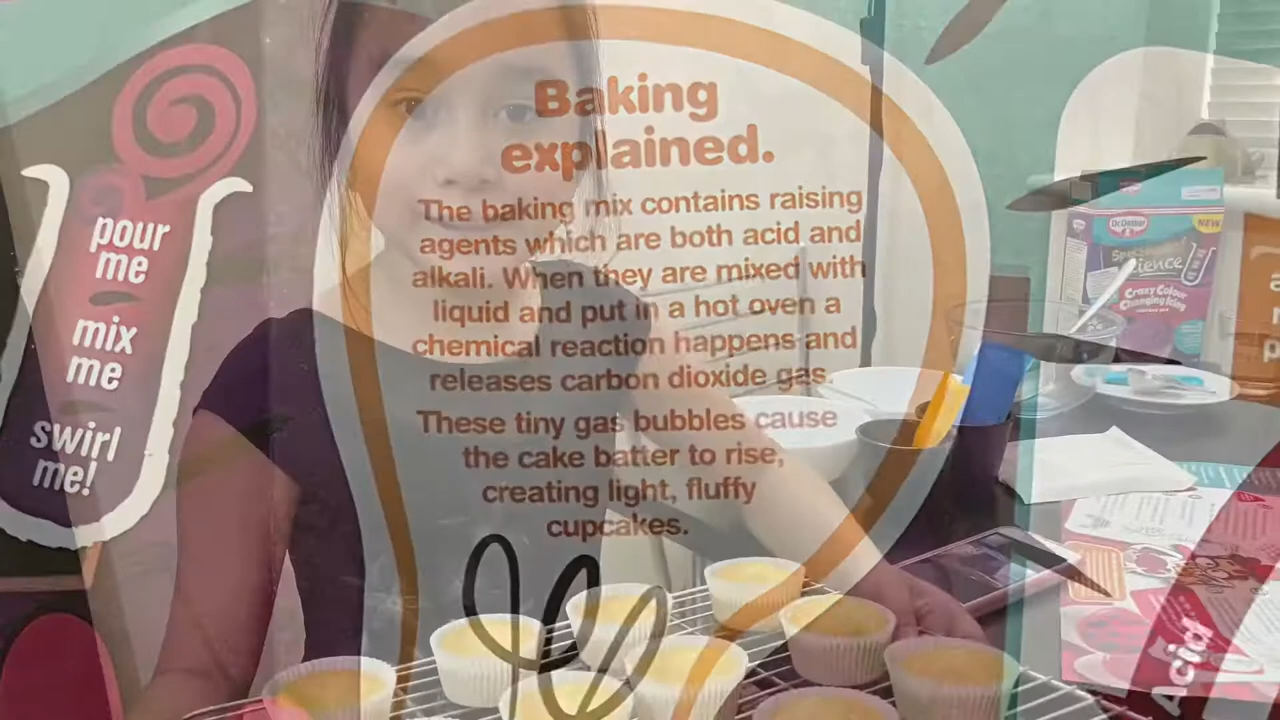 pour
me
mix
me
swirl
me!
Baking
explained.
The baking mix contains raising
agents which are both acid and
alkali. When they are mixed with
liquid and put in a hot oven a
chemical reaction happens and
releases carbon dioxide gas.
These tiny gas bubbles cause
the cake batter to rise,
creating light, fluffy
cupcakes.
Dr. Oetker
NEW
Science
Crazy Colour
Changing Icing
Acid